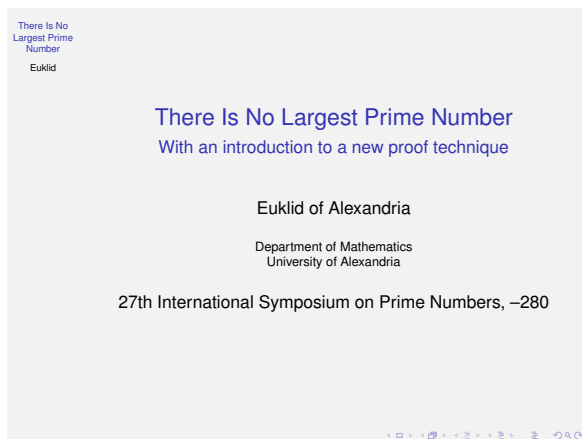 There Is No
Largest Prime
Number
Euklid
There Is No Largest Prime Number
With an introduction to a new proof technique
Euklid of Alexandria
Department of Mathematics
University of Alexandria
27th International Symposium on Prime Numbers, –280